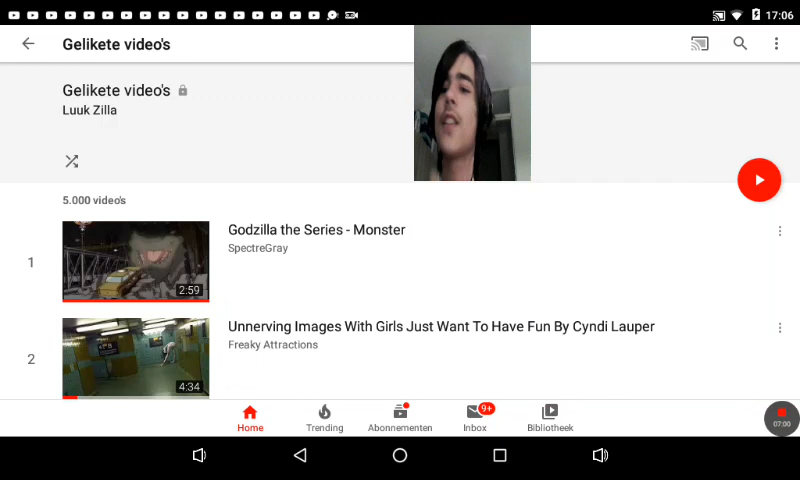 17:06
Gelikete video's
Gelikete video's
Luuk Zilla
5.000 video's
1
Godzilla the Series - Monster
SpectreGray
2:59
2
Unnerving Images With Girls Just Want To Have Fun By Cyndi Lauper
Freaky Attractions
4:34
Home
Trending
Abonnementen
9+
Inbox
Bibliotheek
07:00